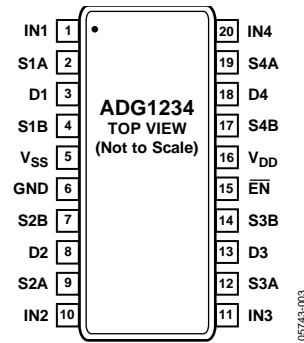 IN1 1 20 IN4
S1A 2 19 S4A
D1 3 18 D4
S1B 4 17 S4B
VSS 5 16 VDD
GND 6 15 EN
S2B 7 14 S3B
D2 8 13 D3
S2A 9 12 S3A
IN2 10 11 IN3
ADG1234
TOP VIEW
(Not to Scale)
05743-003